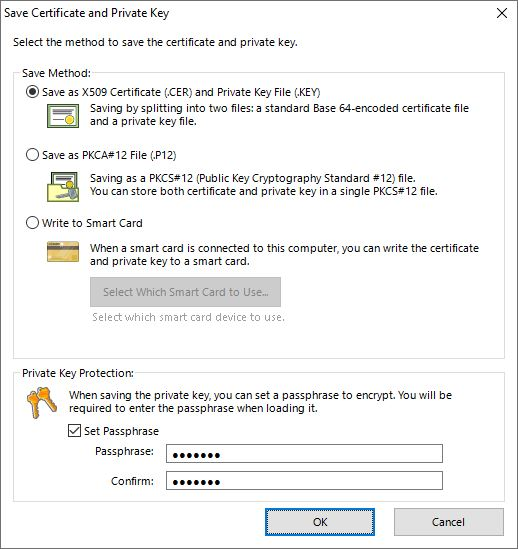 Save Certificate and Private Key
Select the method to save the certificate and private key.
Save Method:
Save as X509 Certificate (.CER) and Private Key File (.KEY)
Saving by splitting into two files: a standard Base 64-encoded certificate file
and a private key file.
Save as PKCA#12 File (.P12)
Saving as a PKCS#12 (Public Key Cryptography Standard #12) file.
You can store both certificate and private key in a single PKCS#12 file.
Write to Smart Card
When a smart card is connected to this computer, you can write the certificate
and private key to a smart card.
Select Which Smart Card to Use...
Select which smart card device to use.
Private Key Protection:
When saving the private key, you can set a passphrase to encrypt. You will be
required to enter the passphrase when loading it.
Set Passphrase
Passphrase: ●●●●●●●
Confirm: ●●●●●●●
OK Cancel